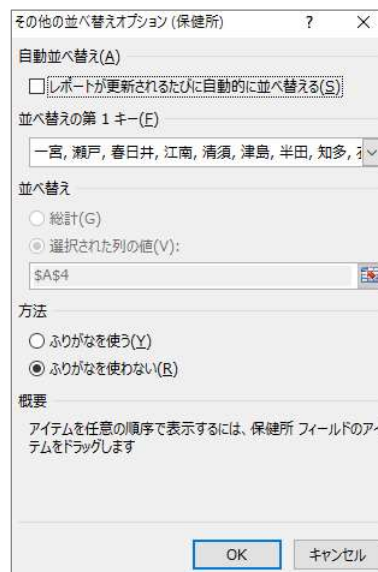 その他の並べ替えオプション (保健所) ? ×
自動並べ替え(A)
レポートが更新されるたびに自動的に並べ替える(S)
並べ替えの第 1 キー(F)
一宮, 瀬戸, 春日井, 江南, 清須, 津島, 半田, 知多,
並べ替え
総計(G)
選択された列の値(V):
$A$4
方法
ふりがなを使う(Y)
ふりがなを使わない(R)
概要
アイテムを任意の順序で表示するには、保健所 フィールドのアイ
テムをドラッグします
OK キャンセル